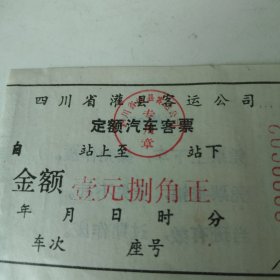 四川省灌县客运公司
定额汽车客票
自 站上至 站下
金额 壹元捌角正
年 月 日 时 分
车次 座号